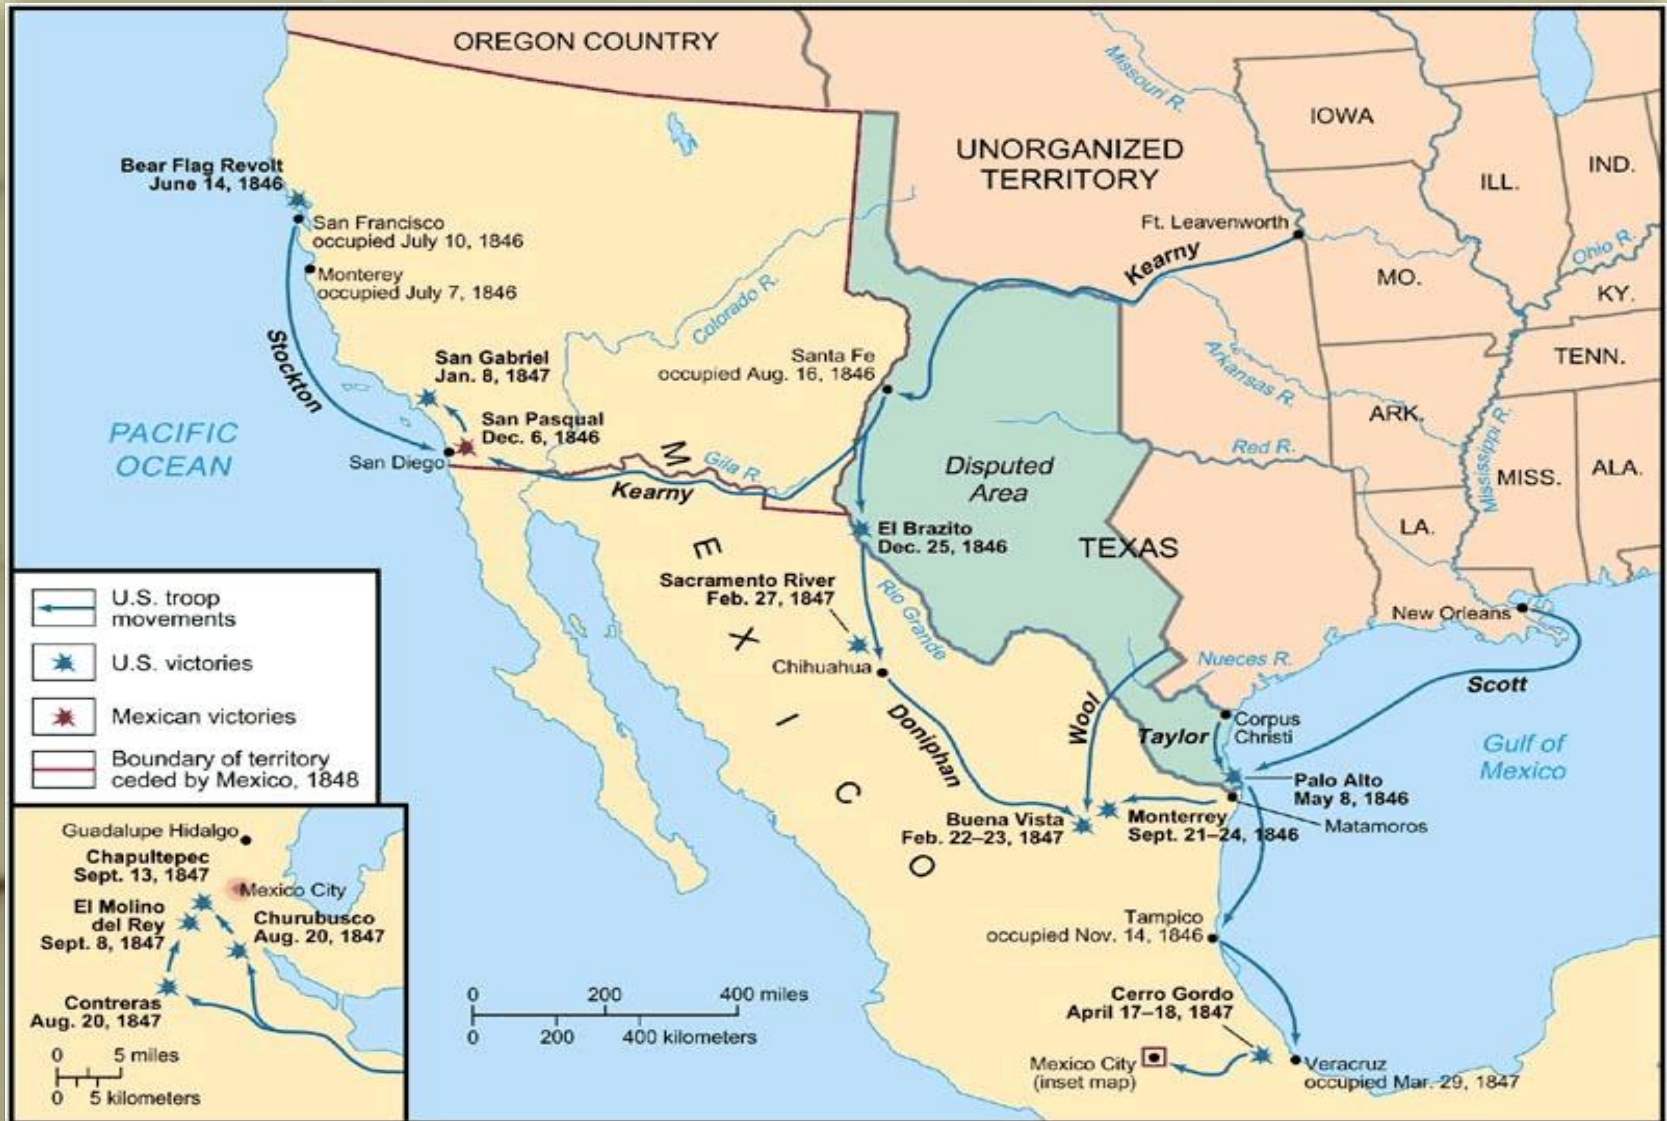 OREGON COUNTRY
Missouri R.
IOWA
UNORGANIZED
TERRITORY
ILL.
IND.
Bear Flag Revolt
June 14, 1846
San Francisco
occupied July 10, 1846
Monterey
occupied July 7, 1846
Ft. Leavenworth
Kearny
Ohio R.
MO.
KY.
Colorado R.
Stockton
San Gabriel
Jan. 8, 1847
Santa Fe
occupied Aug. 16, 1846
Arkansas R.
TENN.
San Pasqual
Dec. 6, 1846
ARK.
PACIFIC
OCEAN
San Diego
Gila R.
Kearny
Disputed
Area
Red R.
Mississippi R.
MISS.
ALA.
El Brazito
Dec. 25, 1846
TEXAS
LA.
MEXICO
Sacramento River
Feb. 27, 1847
Rio Grande
New Orleans
Chihuahua
Nueces R.
Scott
Doniphan
Wool
Taylor
Corpus
Christi
Gulf of
Mexico
Palo Alto
May 8, 1846
Buena Vista
Feb. 22–23, 1847
Monterrey
Sept. 21–24, 1846
Matamoros
Tampico
occupied Nov. 14, 1846
Cerro Gordo
April 17–18, 1847
Mexico City
(inset map)
Veracruz
occupied Mar. 29, 1847
U.S. troop
movements
U.S. victories
Mexican victories
Boundary of territory
ceded by Mexico, 1848
Guadalupe Hidalgo
Chapultepec
Sept. 13, 1847
Mexico City
El Molino
del Rey
Sept. 8, 1847
Churubusco
Aug. 20, 1847
Contreras
Aug. 20, 1847
0 5 miles
0 5 kilometers
0 200 400 miles
0 200 400 kilometers